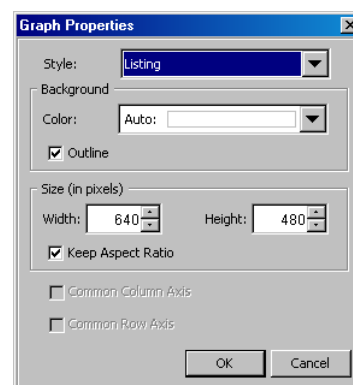 Graph Properties
Style: Listing
Background
Color: Auto:
Outline
Size (in pixels)
Width: 640 Height: 480
Keep Aspect Ratio
Common Column Axis
Common Row Axis
OK Cancel